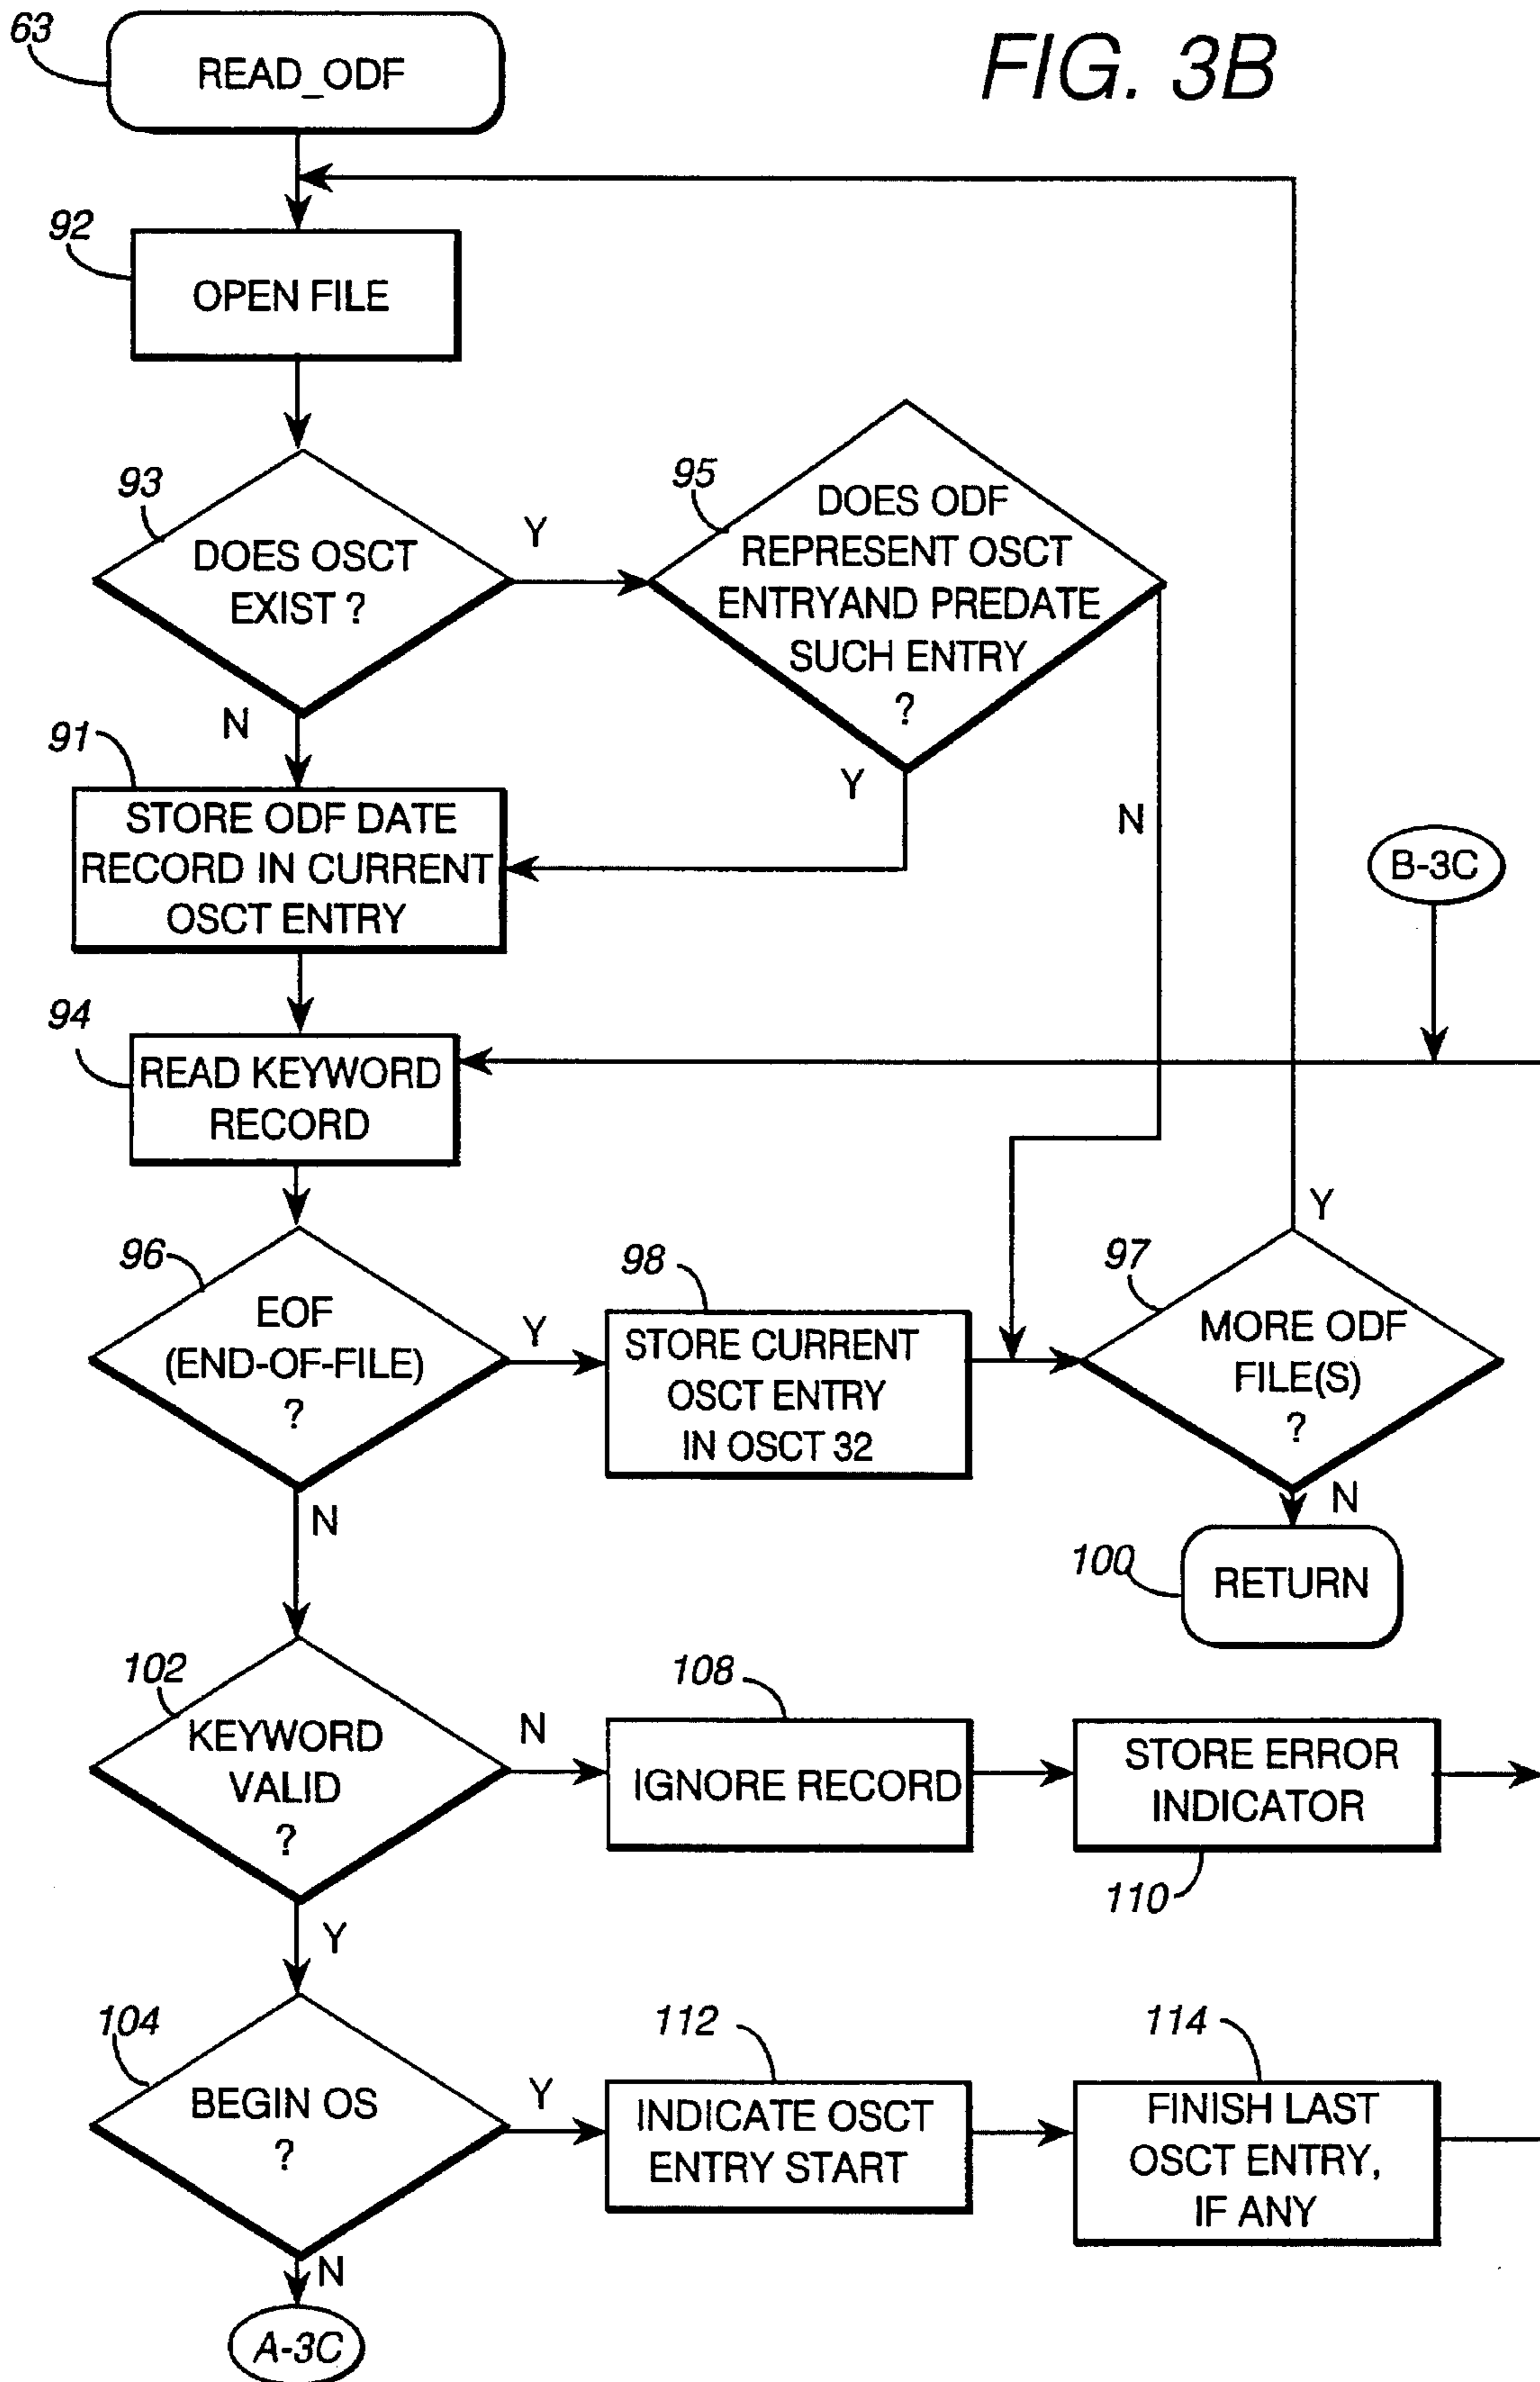 63
READ_ODF
FIG. 3B
92
OPEN FILE
93
DOES OSCT
EXIST ?
Y
N
95
DOES ODF
REPRESENT OSCT
ENTRYAND PREDATE
SUCH ENTRY
?
Y
N
91
STORE ODF DATE
RECORD IN CURRENT
OSCT ENTRY
B-3C
94
READ KEYWORD
RECORD
96
EOF
(END-OF-FILE)
?
Y
N
98
STORE CURRENT
OSCT ENTRY
IN OSCT 32
97
MORE ODF
FILE(S)
?
Y
N
100
RETURN
102
KEYWORD
VALID
?
N
Y
108
IGNORE RECORD
STORE ERROR
INDICATOR
110
104
BEGIN OS
?
Y
N
112
INDICATE OSCT
ENTRY START
114
FINISH LAST
OSCT ENTRY,
IF ANY
A-3C